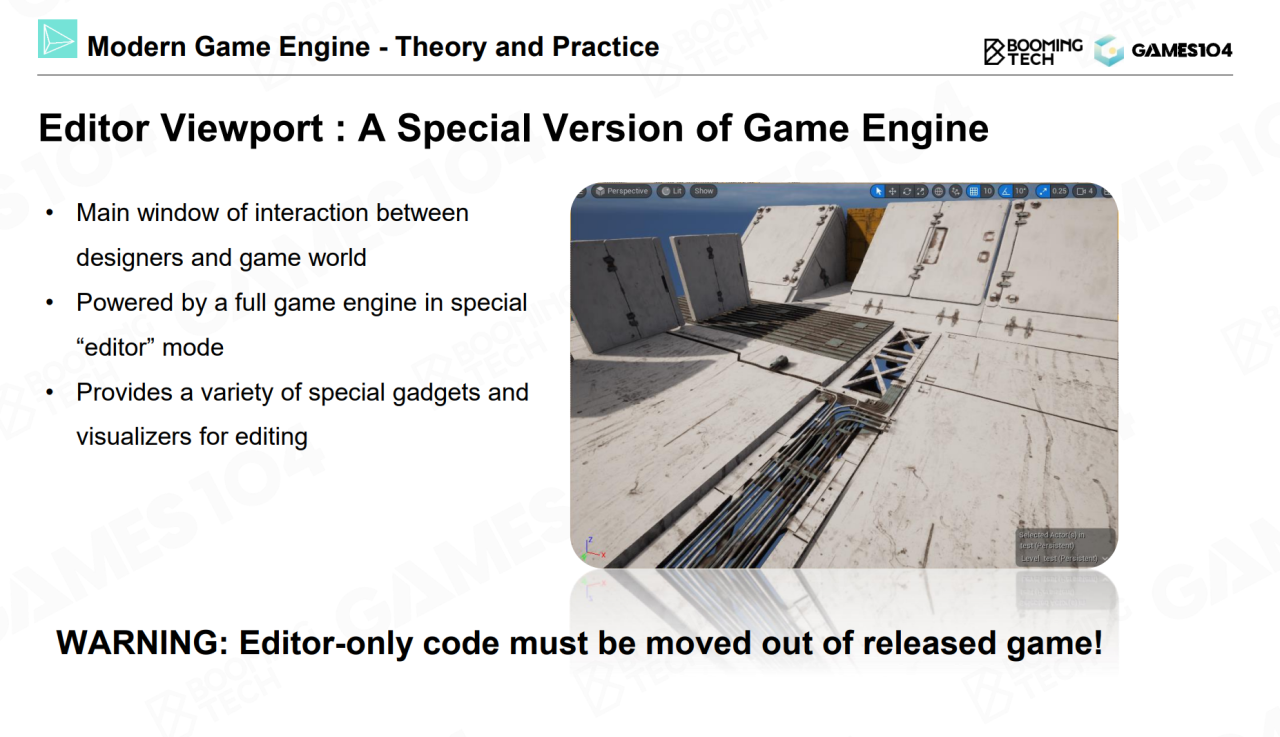 Modern Game Engine - Theory and Practice
BOOMING
TECH
GAMES104
Editor Viewport : A Special Version of Game Engine
• Main window of interaction between
designers and game world
• Powered by a full game engine in special
“editor” mode
• Provides a variety of special gadgets and
visualizers for editing
Perspective Lit Show 10 10° 0.25 4
Z
X
Selected Actor(s) in
test (Persistent)
Level: test (Persistent)
WARNING: Editor-only code must be moved out of released game!